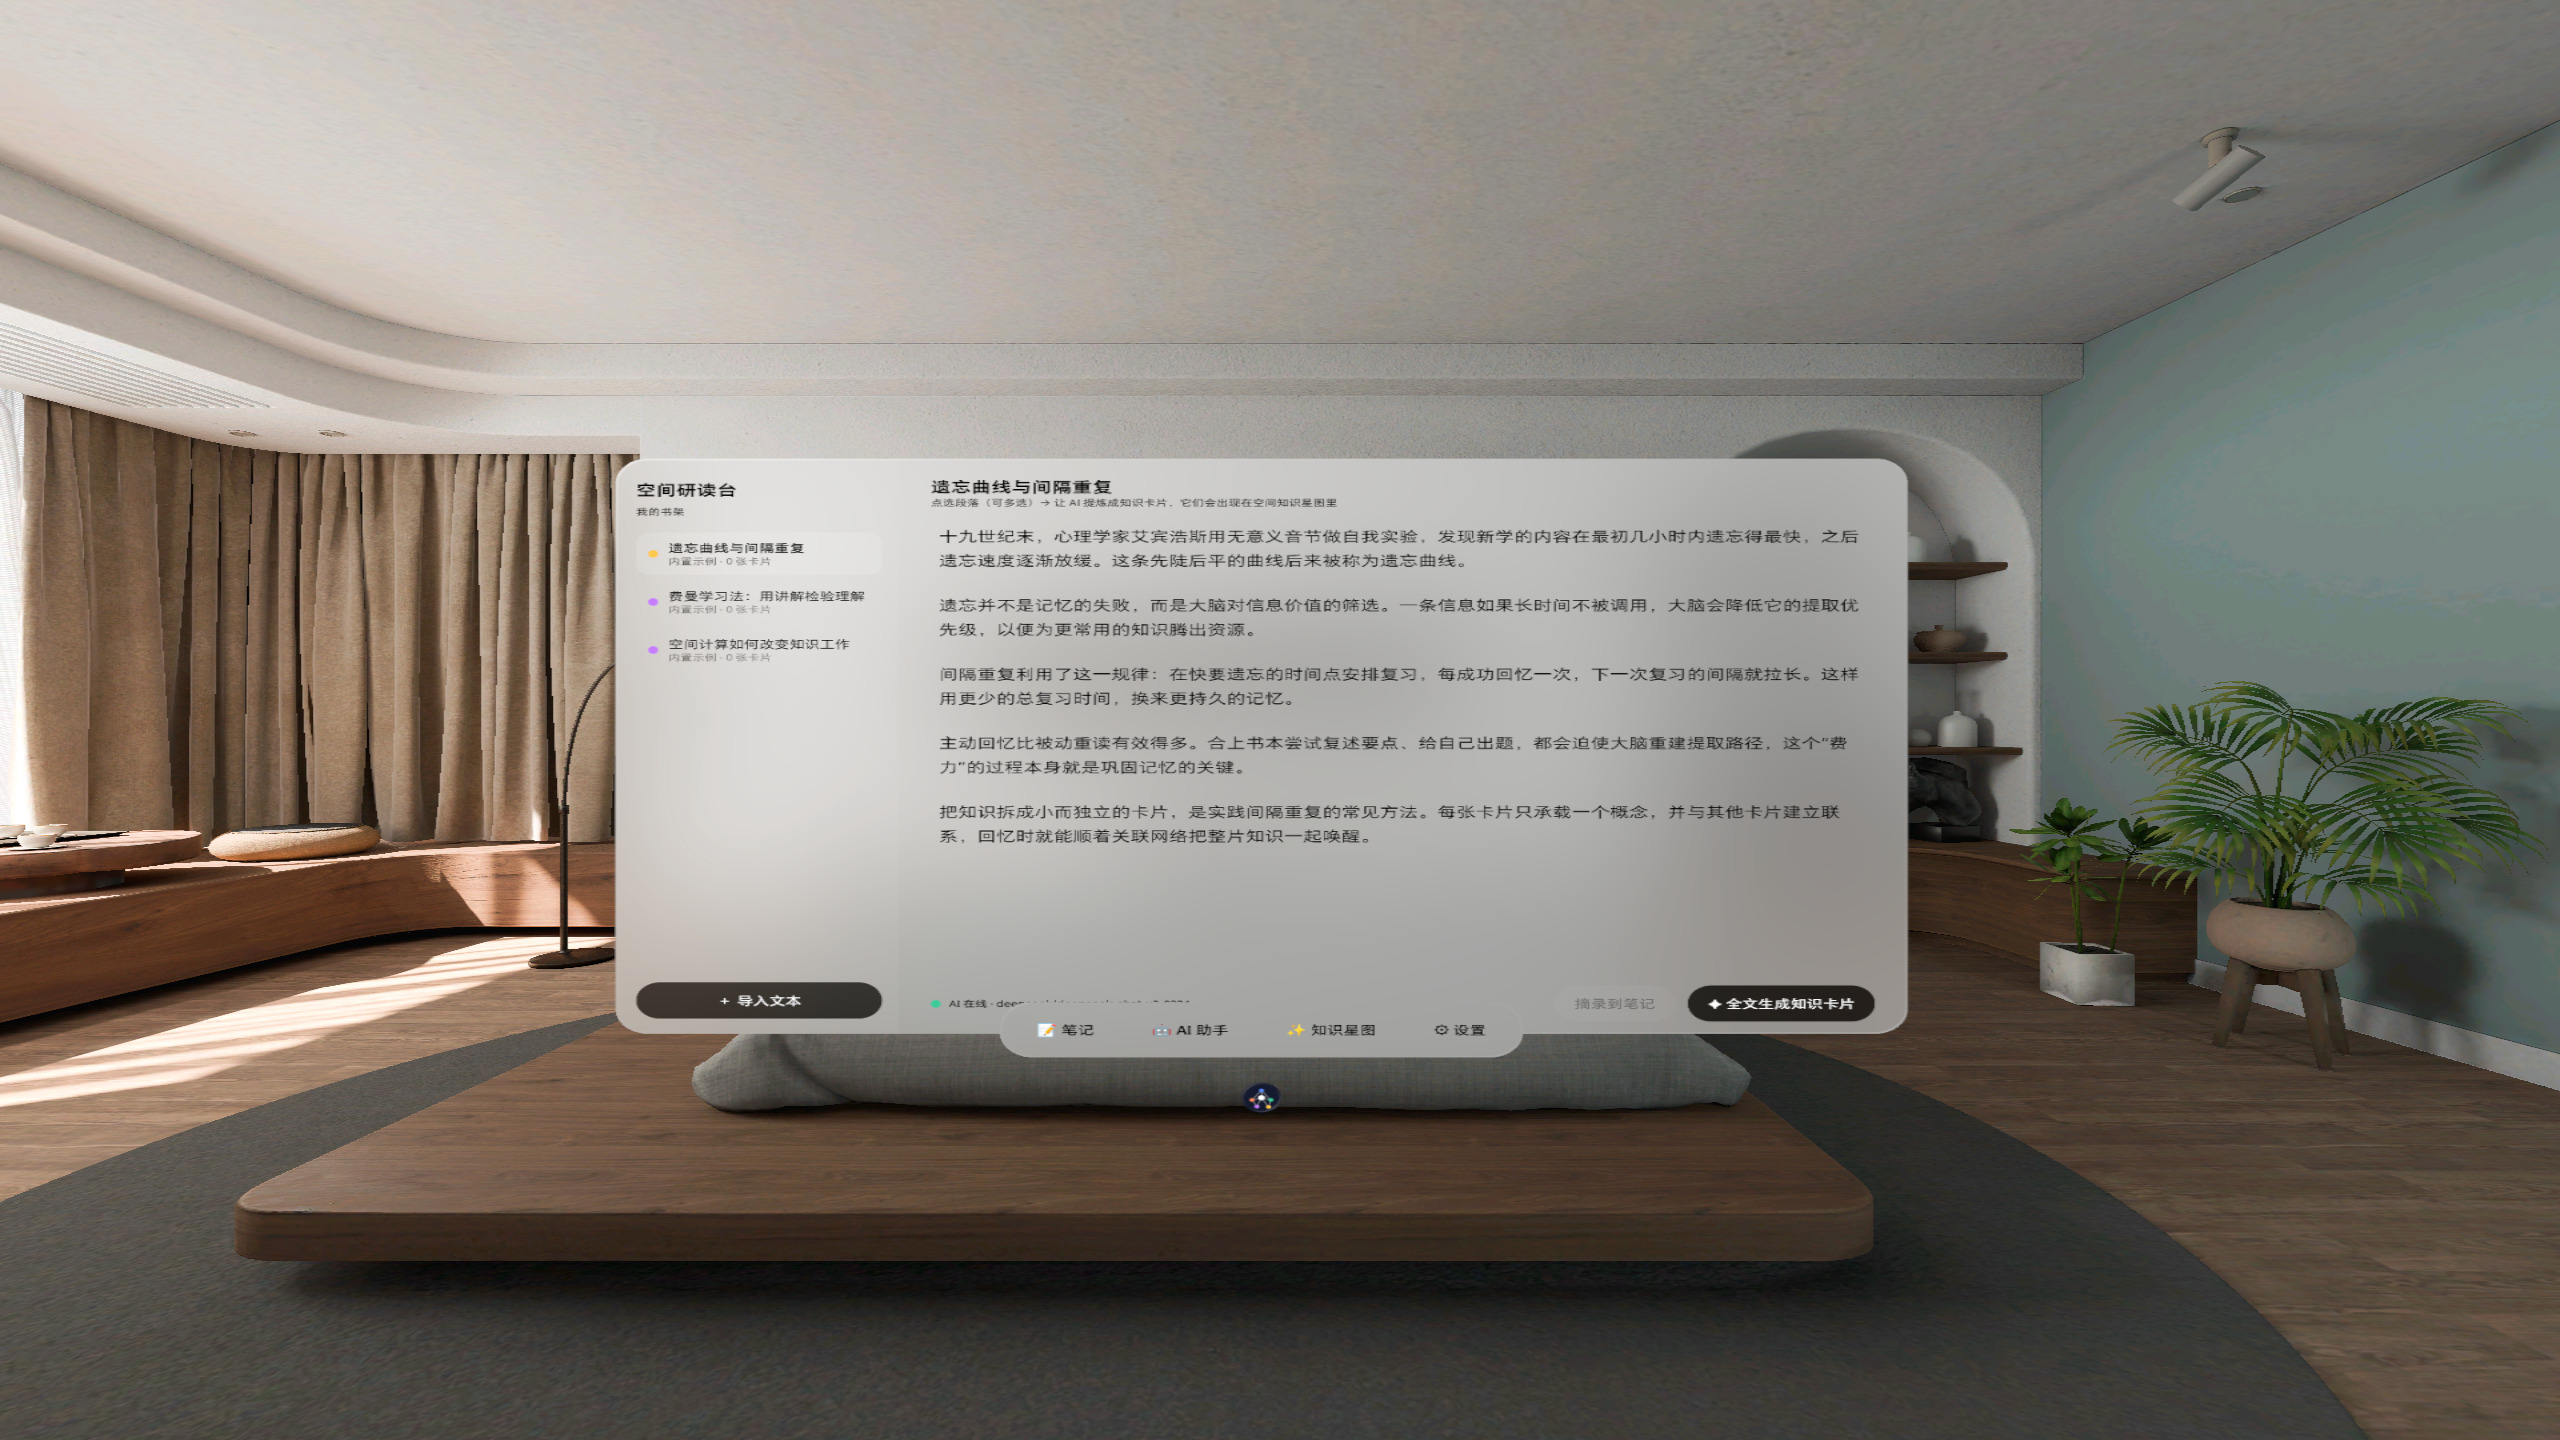 空间研读台
我的书架
遗忘曲线与间隔重复
内置示例 · 0 张卡片
费曼学习法：用讲解检验理解
内置示例 · 0 张卡片
空间计算如何改变知识工作
内置示例 · 0 张卡片
+ 导入文本
遗忘曲线与间隔重复
点选段落（可多选）→ 让 AI 提炼成知识卡片，它们会出现在空间知识星图里
十九世纪末，心理学家艾宾浩斯用无意义音节做自我实验，发现新学的内容在最初几小时内遗忘得最快，之后
遗忘速度逐渐放缓。这条先陡后平的曲线后来被称为遗忘曲线。
遗忘并不是记忆的失败，而是大脑对信息价值的筛选。一条信息如果长时间不被调用，大脑会降低它的提取优
先级，以便为更常用的知识腾出资源。
间隔重复利用了这一规律：在快要遗忘的时间点安排复习，每成功回忆一次，下一次复习的间隔就拉长。这样
用更少的总复习时间，换来更持久的记忆。
主动回忆比被动重读有效得多。合上书本尝试复述要点、给自己出题，都会迫使大脑重建提取路径，这个“费
力”的过程本身就是巩固记忆的关键。
把知识拆成小而独立的卡片，是实践间隔重复的常见方法。每张卡片只承载一个概念，并与其他卡片建立联
系，回忆时就能顺着关联网络把整片知识一起唤醒。
AI 在线 ·
摘录到笔记
✦ 全文生成知识卡片
笔记
AI 助手
知识星图
设置